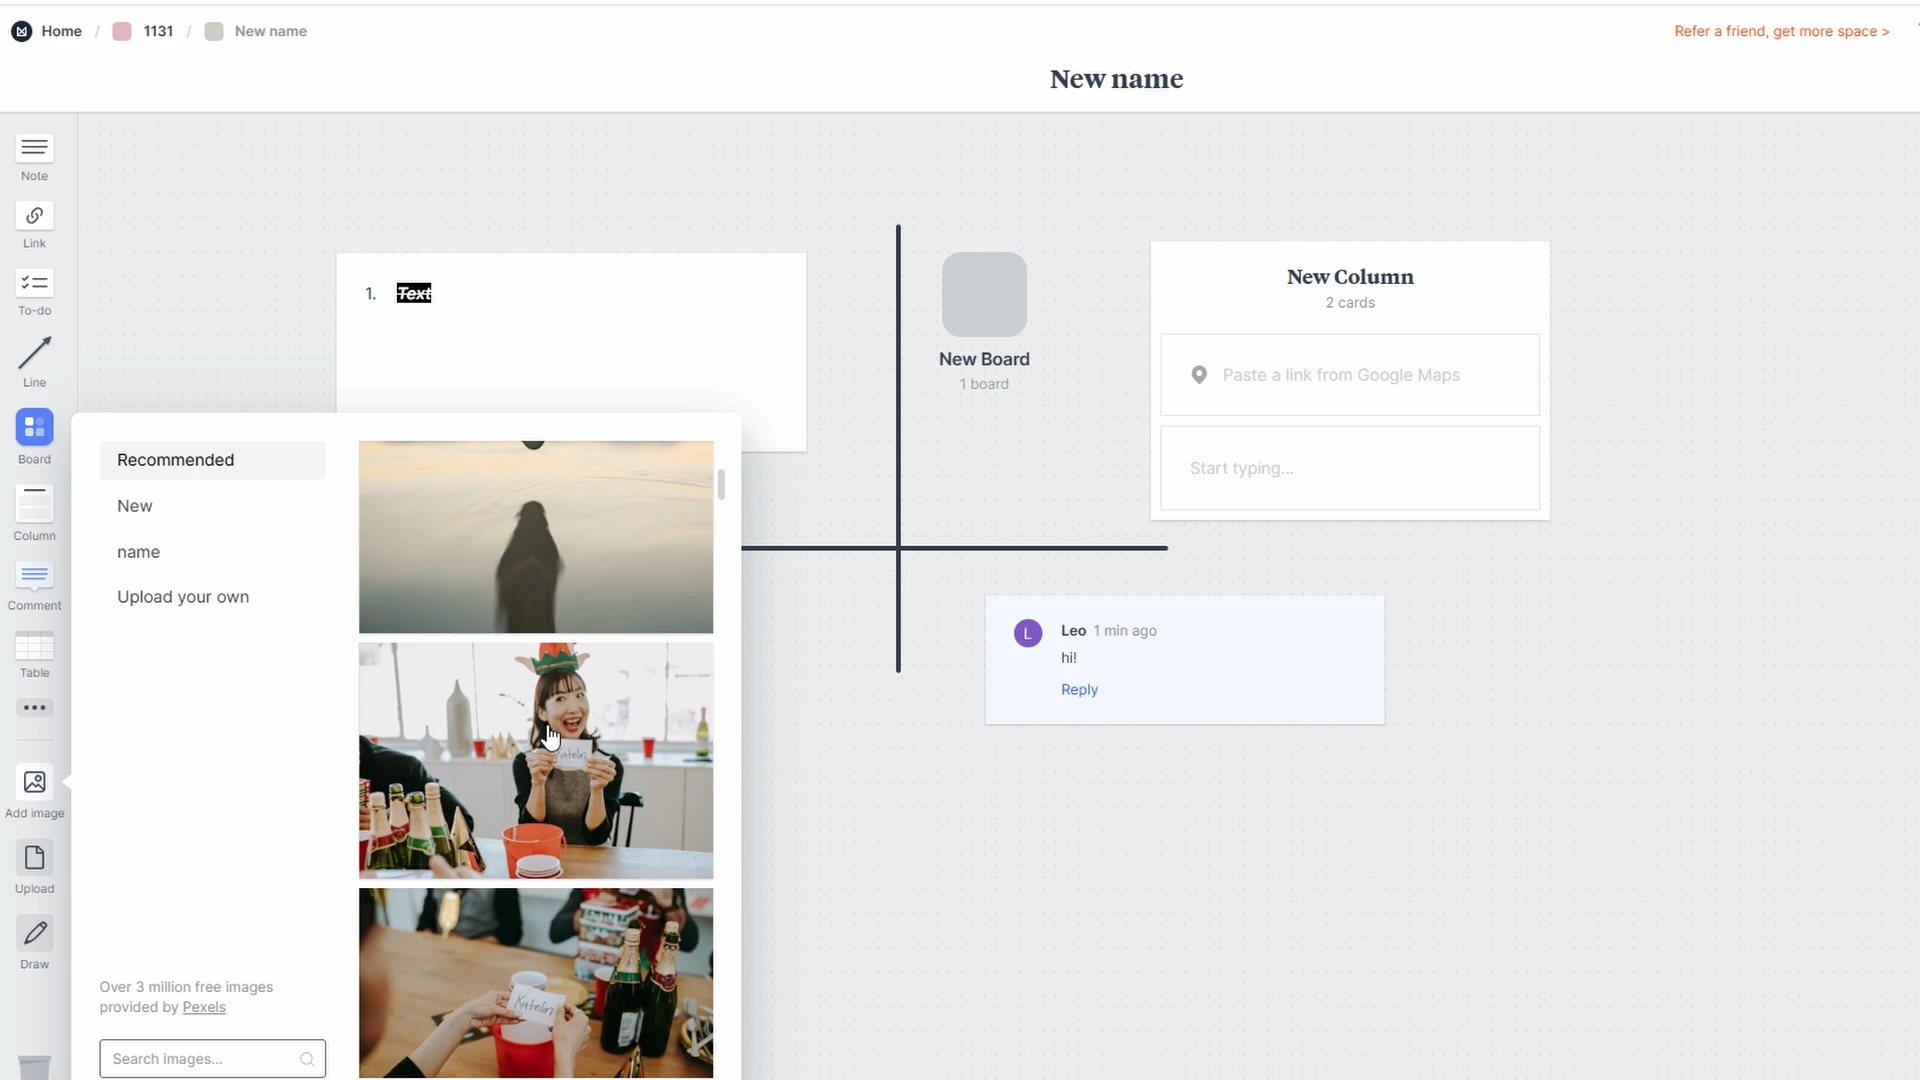 Home / 1131 / New name
Refer a friend, get more space >
New name
Note
Link
To-do
Line
Board
Column
Comment
Table
Add image
Upload
Draw
1. Text
New Board
1 board
New Column
2 cards
Paste a link from Google Maps
Start typing...
Leo 1 min ago
hi!
Reply
L
Recommended
New
name
Upload your own
Katelin
Katelin
Over 3 million free images
provided by Pexels
Search images...